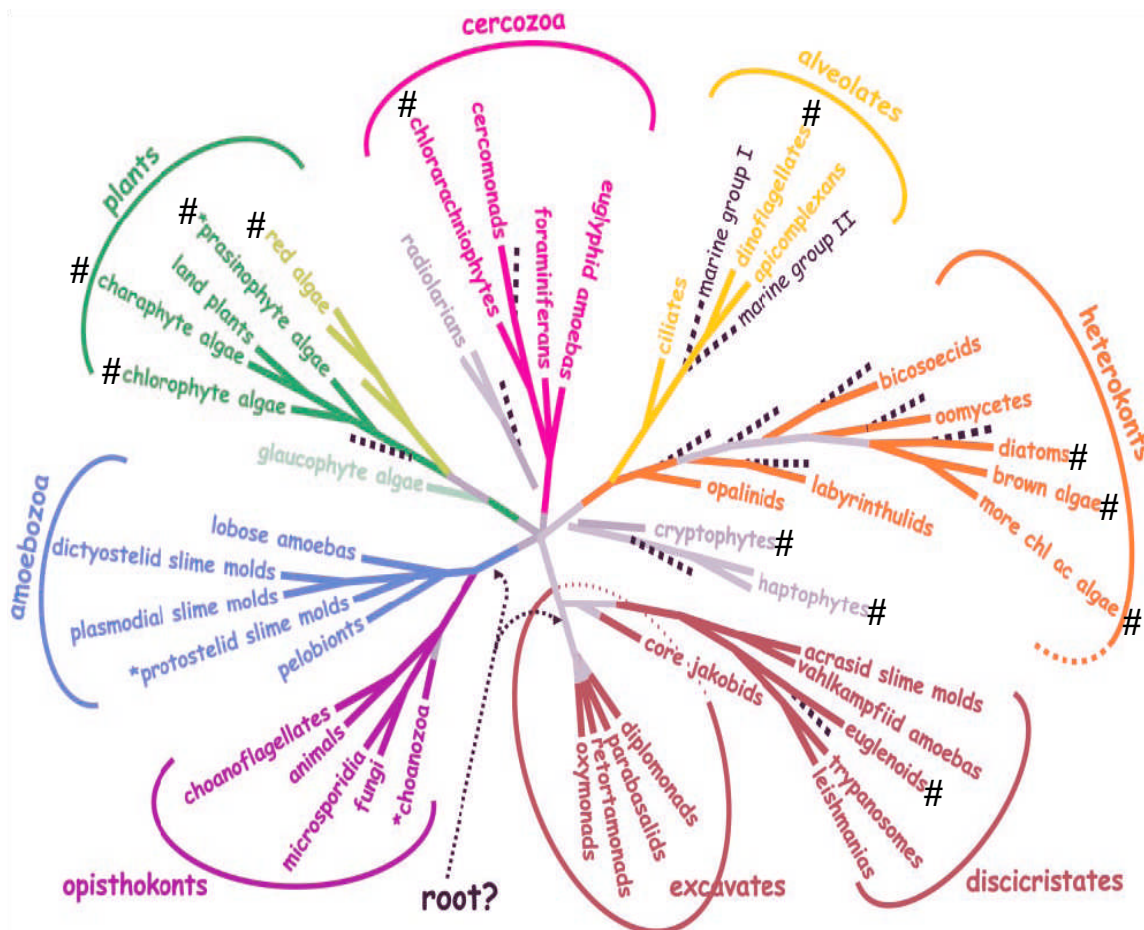 cercozoa
#chlorarachniophytes
cercomonads
foraminiferans
euglyphid amoebas
radiolarians
alveolates
ciliates
marine group I
dinoflagellates#
apicomplexans
marine group II
heterokonts
bicosoecids
oomycetes
diatoms#
brown algae#
more chl ac algae#
labyrinthulids
opalinids
cryptophytes#
haptophytes#
discicristates
acrasid slime molds
vahlkampfiid amoebas
euglenoids#
trypanosomes
leishmanias
core jakobids
excavates
diplomonads
parabasalids
retortamonads
oxymonads
root?
opisthokonts
*choanozoa
fungi
microsporidia
animals
choanoflagellates
amoebozoa
lobose amoebas
dictyostelid slime molds
plasmodial slime molds
*protostelid slime molds
pelobionts
plants
#red algae
#*prasinophyte algae
land plants
#charaphyte algae
#chlorophyte algae
glaucophyte algae